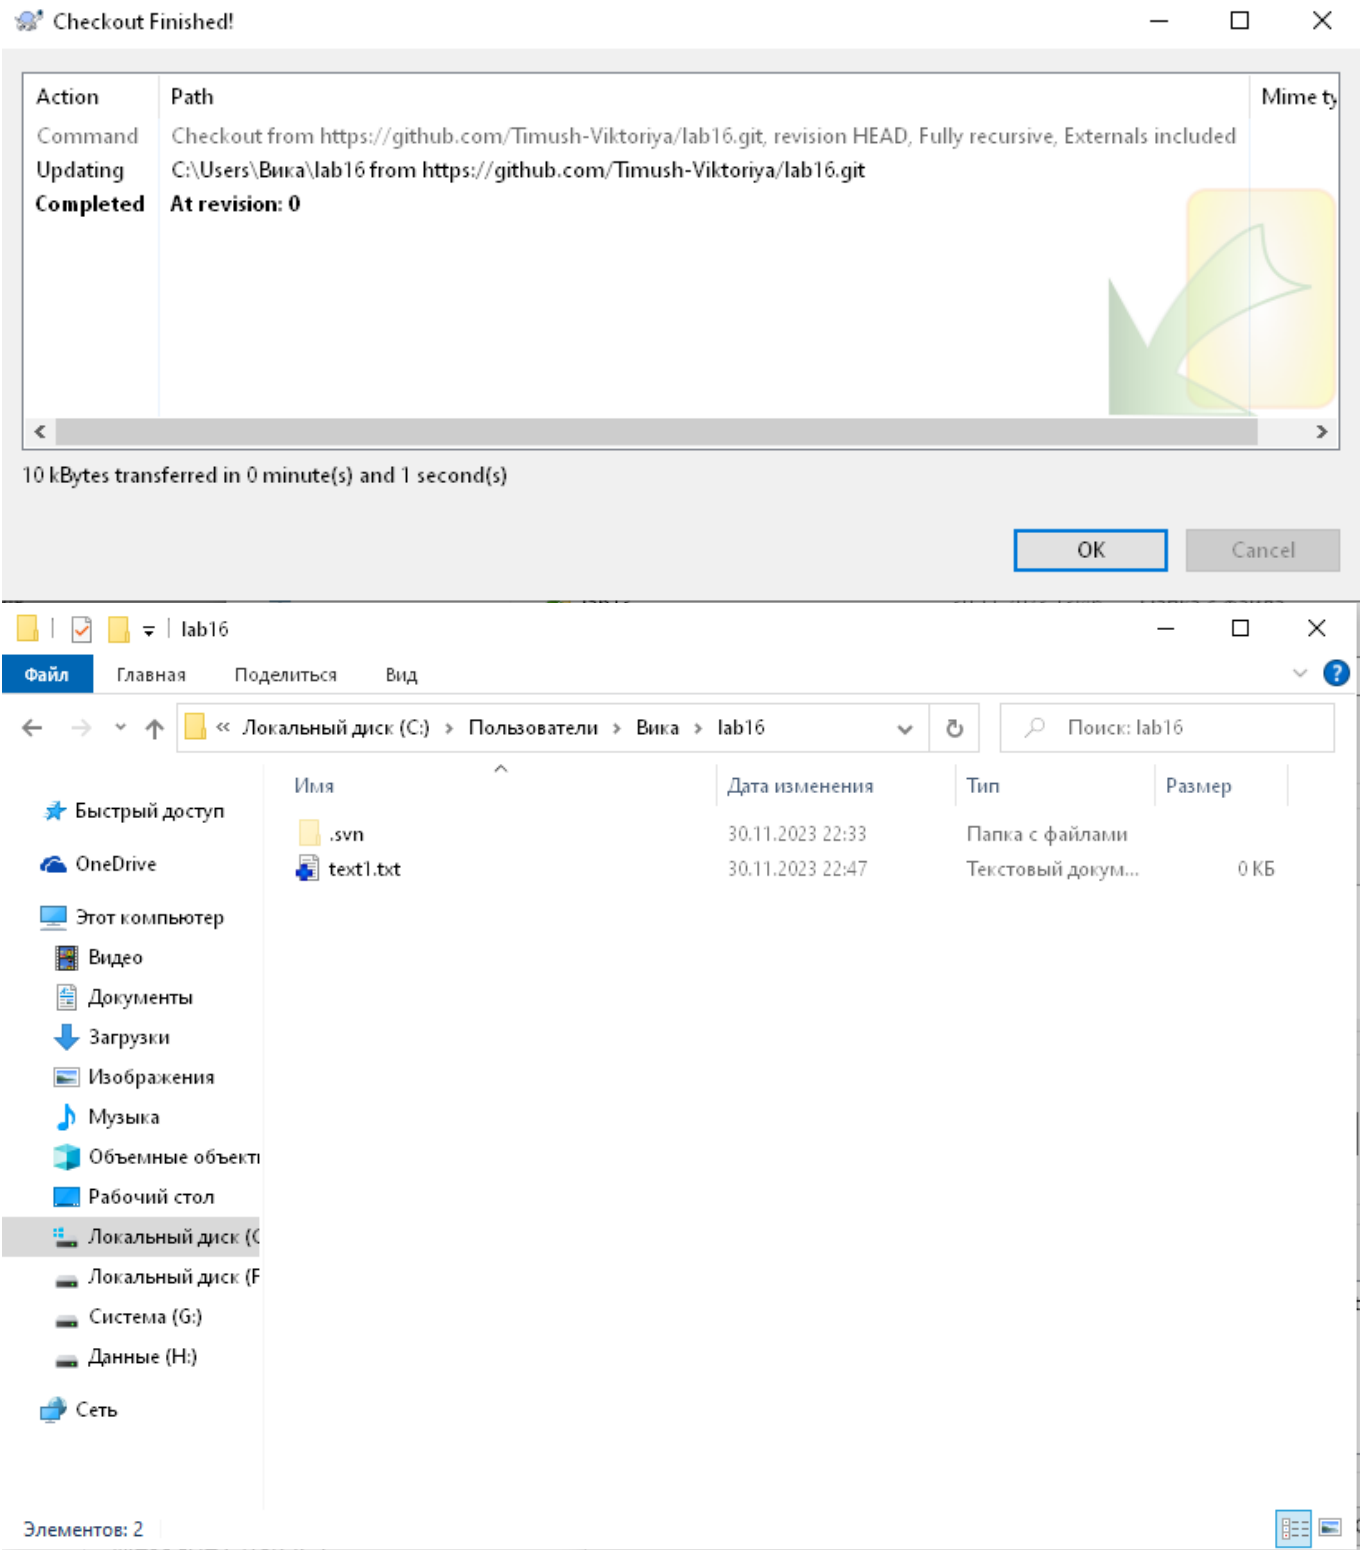 Checkout Finished!
Action Path Mime ty
Command Checkout from https://github.com/Timush-Viktoriya/lab16.git, revision HEAD, Fully recursive, Externals included
Updating C:\Users\Вика\lab16 from https://github.com/Timush-Viktoriya/lab16.git
Completed At revision: 0
10 kBytes transferred in 0 minute(s) and 1 second(s)
OK Cancel
lab16
Файл Главная Поделиться Вид
« Локальный диск (C:) › Пользователи › Вика › lab16 Поиск: lab16
Имя Дата изменения Тип Размер
.svn 30.11.2023 22:33 Папка с файлами
text1.txt 30.11.2023 22:47 Текстовый докум... 0 КБ
Быстрый доступ
OneDrive
Этот компьютер
Видео
Документы
Загрузки
Изображения
Музыка
Объемные объекты
Рабочий стол
Локальный диск (C
Локальный диск (F
Система (G:)
Данные (H:)
Сеть
Элементов: 2